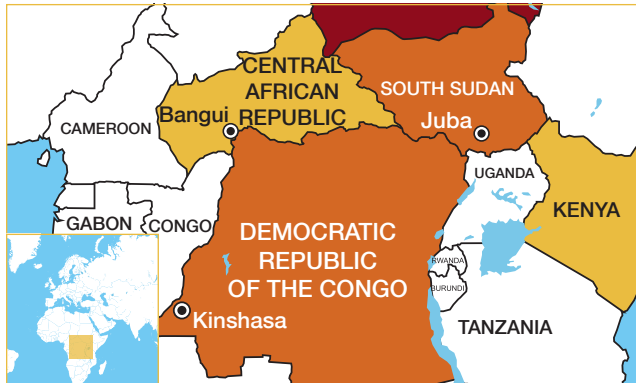 CENTRAL
AFRICAN
REPUBLIC
Bangui
SOUTH SUDAN
Juba
CAMEROON
UGANDA
KENYA
GABON
CONGO
DEMOCRATIC
REPUBLIC
OF THE CONGO
RWANDA
BURUNDI
Kinshasa
TANZANIA